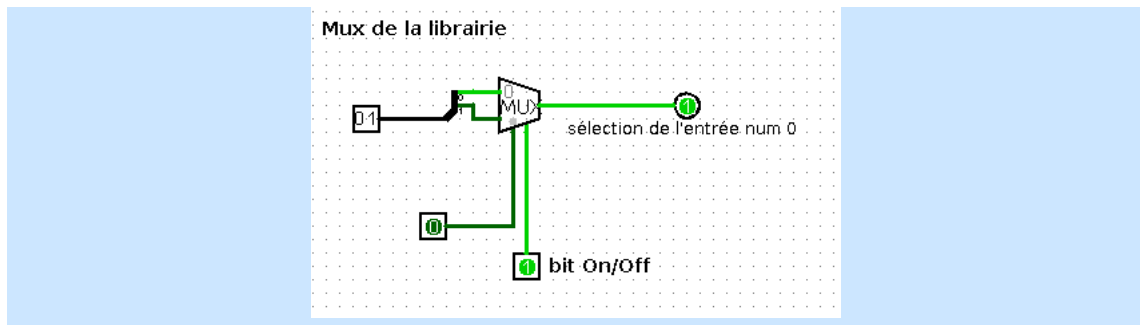 Mux de la librairie
0
0
1
01
MUX
1
sélection de l'entrée num 0
0
1 bit On/Off